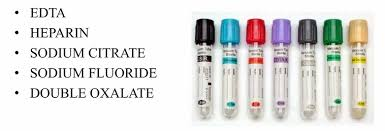 • EDTA
• HEPARIN
• SODIUM CITRATE
• SODIUM FLUORIDE
• DOUBLE OXALATE